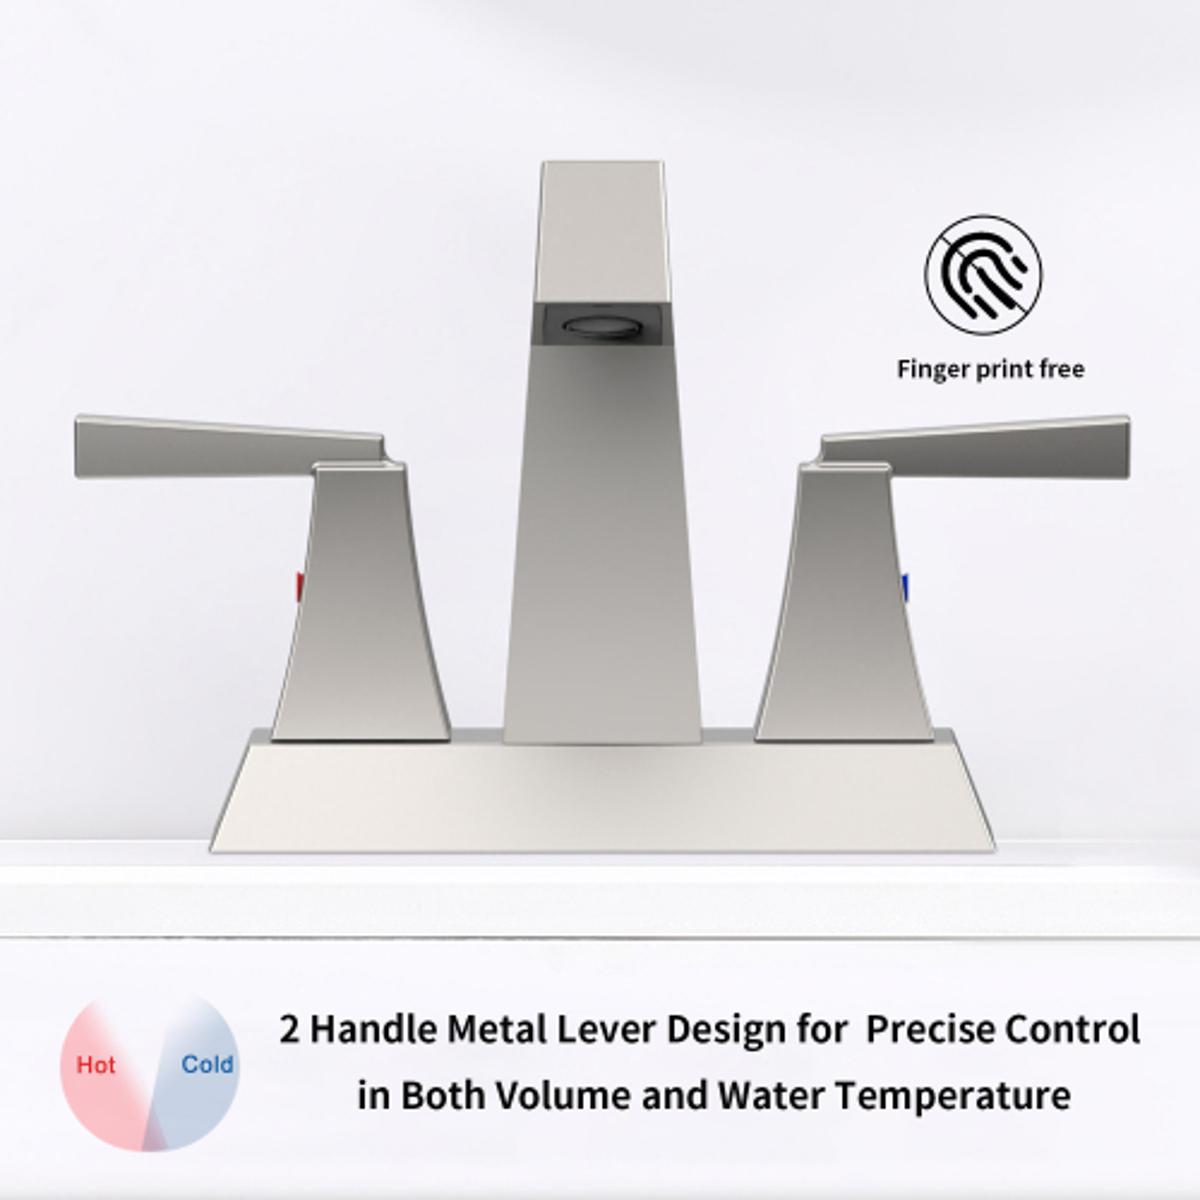 Finger print free
Hot
Cold
2 Handle Metal Lever Design for Precise Control
in Both Volume and Water Temperature